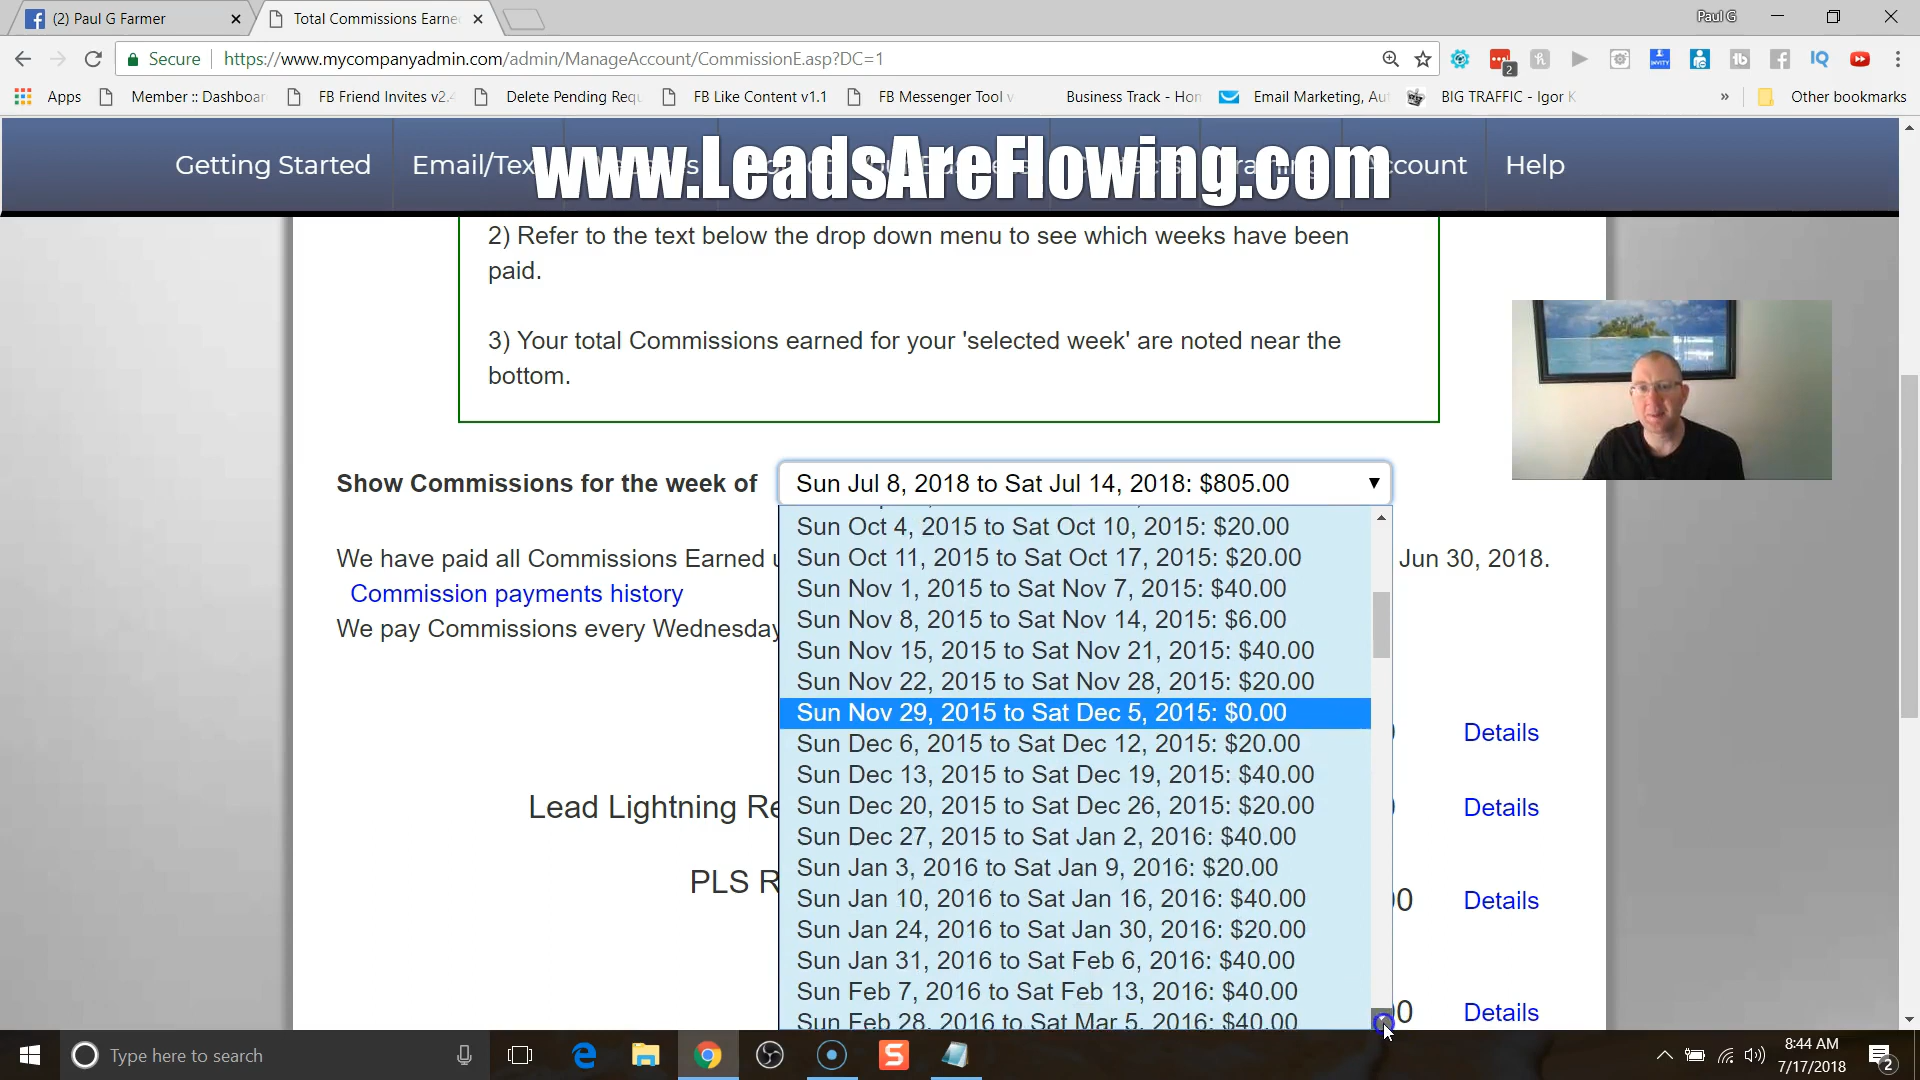 (2) Paul G Farmer
Total Commissions Earne
Paul G
Secure
https://www.mycompanyadmin.com/admin/ManageAccount/CommissionE.asp?DC=1
2
INVITY
tb
IQ
Apps
Member :: Dashboar
FB Friend Invites v2.4
Delete Pending Requ
FB Like Content v1.1
FB Messenger Tool v
Business Track - Hon
Email Marketing, Aut
BIG TRAFFIC - Igor K
»
Other bookmarks
Getting Started
Email/Tex
www.LeadsAreFlowing.com
Account
Help
2) Refer to the text below the drop down menu to see which weeks have been
paid.
3) Your total Commissions earned for your 'selected week' are noted near the
bottom.
Show Commissions for the week of
Sun Jul 8, 2018 to Sat Jul 14, 2018: $805.00
Sun Oct 4, 2015 to Sat Oct 10, 2015: $20.00
Sun Oct 11, 2015 to Sat Oct 17, 2015: $20.00
Sun Nov 1, 2015 to Sat Nov 7, 2015: $40.00
Sun Nov 8, 2015 to Sat Nov 14, 2015: $6.00
Sun Nov 15, 2015 to Sat Nov 21, 2015: $40.00
Sun Nov 22, 2015 to Sat Nov 28, 2015: $20.00
Sun Nov 29, 2015 to Sat Dec 5, 2015: $0.00
Sun Dec 6, 2015 to Sat Dec 12, 2015: $20.00
Sun Dec 13, 2015 to Sat Dec 19, 2015: $40.00
Sun Dec 20, 2015 to Sat Dec 26, 2015: $20.00
Sun Dec 27, 2015 to Sat Jan 2, 2016: $40.00
Sun Jan 3, 2016 to Sat Jan 9, 2016: $20.00
Sun Jan 10, 2016 to Sat Jan 16, 2016: $40.00
Sun Jan 24, 2016 to Sat Jan 30, 2016: $20.00
Sun Jan 31, 2016 to Sat Feb 6, 2016: $40.00
Sun Feb 7, 2016 to Sat Feb 13, 2016: $40.00
Sun Feb 28, 2016 to Sat Mar 5, 2016: $40.00
We have paid all Commissions Earned u
Jun 30, 2018.
Commission payments history
We pay Commissions every Wednesday
Details
Lead Lightning Re
Details
PLS R
00
Details
00
Details
Type here to search
S
8:44 AM
7/17/2018
2